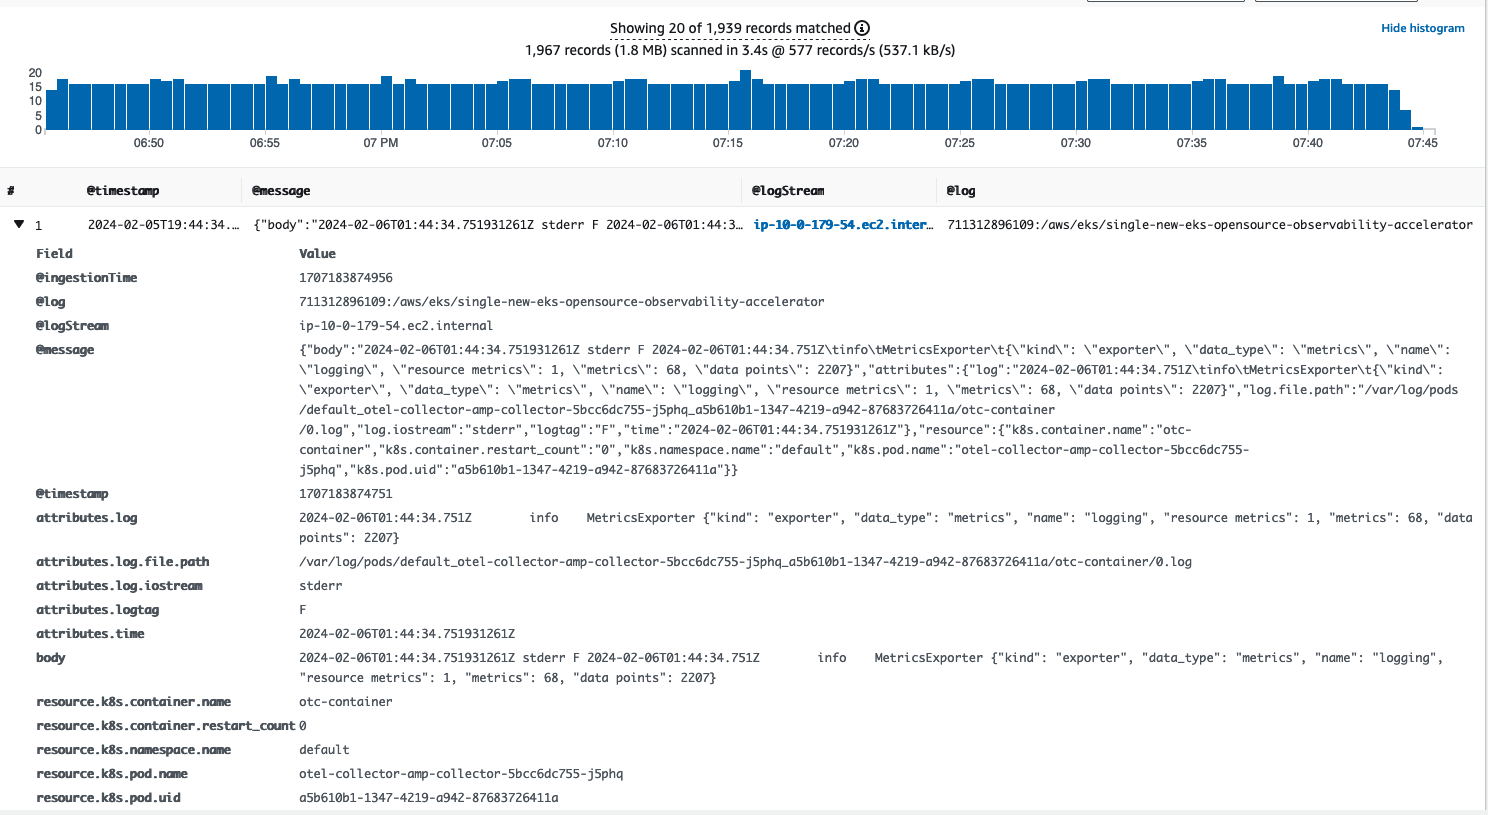 Showing 20 of 1,939 records matched
Hide histogram
1,967 records (1.8 MB) scanned in 3.4s @ 577 records/s (537.1 kB/s)
20
15
10
5
0
06:50 06:55 07 PM 07:05 07:10 07:15 07:20 07:25 07:30 07:35 07:40 07:45
# @timestamp @message @logStream @log
1 2024-02-05T19:44:34.… {"body":"2024-02-06T01:44:34.751931261Z stderr F 2024-02-06T01:44:3… ip-10-0-179-54.ec2.inter… 711312896109:/aws/eks/single-new-eks-opensource-observability-accelerator
Field Value
@ingestionTime 1707183874956
@log 711312896109:/aws/eks/single-new-eks-opensource-observability-accelerator
@logStream ip-10-0-179-54.ec2.internal
@message {"body":"2024-02-06T01:44:34.751931261Z stderr F 2024-02-06T01:44:34.751Z\tinfo\tMetricsExporter\t{\"kind\": \"exporter\", \"data_type\": \"metrics\", \"name\":
\"logging\", \"resource metrics\": 1, \"metrics\": 68, \"data points\": 2207}","attributes":{"log":"2024-02-06T01:44:34.751Z\tinfo\tMetricsExporter\t{\"kind\":
\"exporter\", \"data_type\": \"metrics\", \"name\": \"logging\", \"resource metrics\": 1, \"metrics\": 68, \"data points\": 2207}","log.file.path":"/var/log/pods
/default_otel-collector-amp-collector-5bcc6dc755-j5phq_a5b610b1-1347-4219-a942-87683726411a/otc-container
/0.log","log.iostream":"stderr","logtag":"F","time":"2024-02-06T01:44:34.751931261Z"},"resource":{"k8s.container.name":"otc-
container","k8s.container.restart_count":"0","k8s.namespace.name":"default","k8s.pod.name":"otel-collector-amp-collector-5bcc6dc755-
j5phq","k8s.pod.uid":"a5b610b1-1347-4219-a942-87683726411a"}}
@timestamp 1707183874751
attributes.log 2024-02-06T01:44:34.751Z info MetricsExporter {"kind": "exporter", "data_type": "metrics", "name": "logging", "resource metrics": 1, "metrics": 68, "data
points": 2207}
attributes.log.file.path /var/log/pods/default_otel-collector-amp-collector-5bcc6dc755-j5phq_a5b610b1-1347-4219-a942-87683726411a/otc-container/0.log
attributes.log.iostream stderr
attributes.logtag F
attributes.time 2024-02-06T01:44:34.751931261Z
body 2024-02-06T01:44:34.751931261Z stderr F 2024-02-06T01:44:34.751Z info MetricsExporter {"kind": "exporter", "data_type": "metrics", "name": "logging",
"resource metrics": 1, "metrics": 68, "data points": 2207}
resource.k8s.container.name otc-container
resource.k8s.container.restart_count 0
resource.k8s.namespace.name default
resource.k8s.pod.name otel-collector-amp-collector-5bcc6dc755-j5phq
resource.k8s.pod.uid a5b610b1-1347-4219-a942-87683726411a